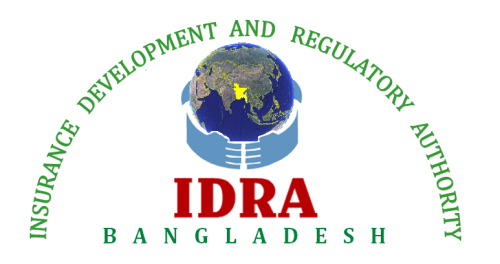 INSURANCE DEVELOPMENT AND REGULATORY AUTHORITY
IDRA
BANGLADESH